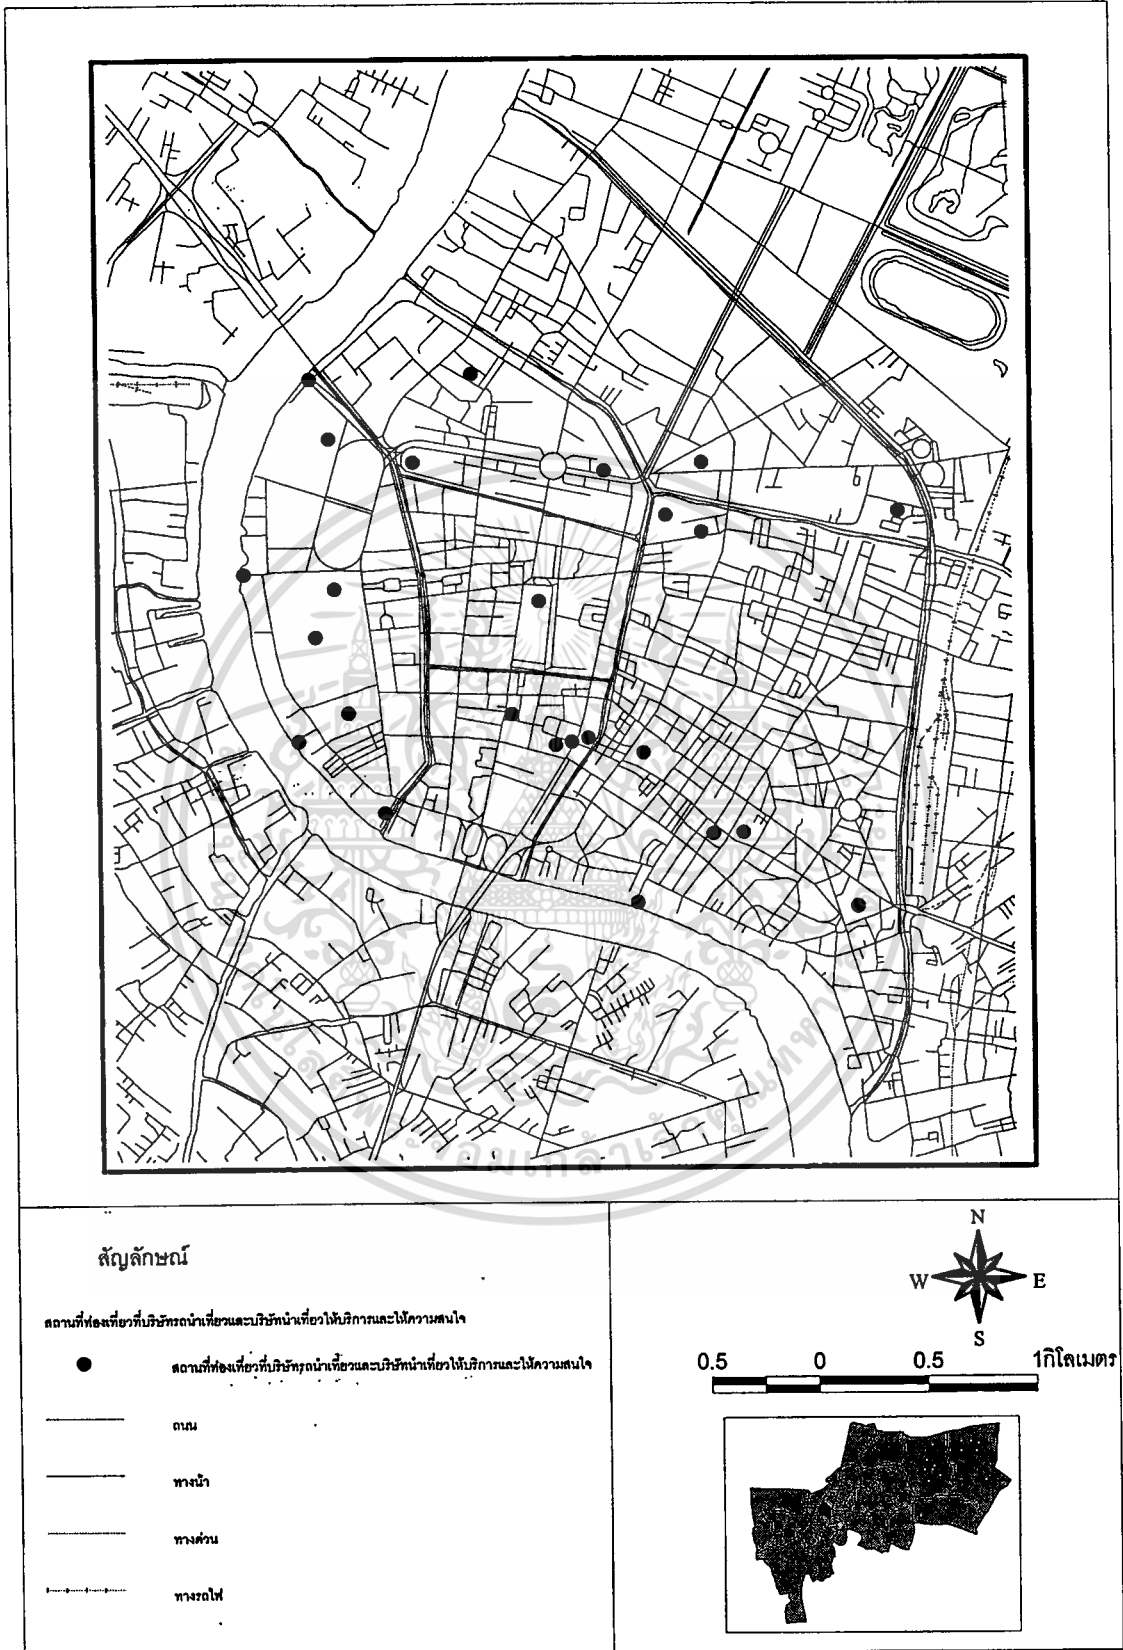 สัญลักษณ์
สถานที่ท่องเที่ยวที่บริษัทรถนำเที่ยวและบริษัทนำเที่ยวให้บริการและให้ความสนใจ
สถานที่ท่องเที่ยวที่บริษัทรถนำเที่ยวและบริษัทนำเที่ยวให้บริการและให้ความสนใจ
ถนน
ทางน้ำ
ทางด่วน
ทางรถไฟ
N
W E
S
0.5 0 0.5 1กิโลเมตร